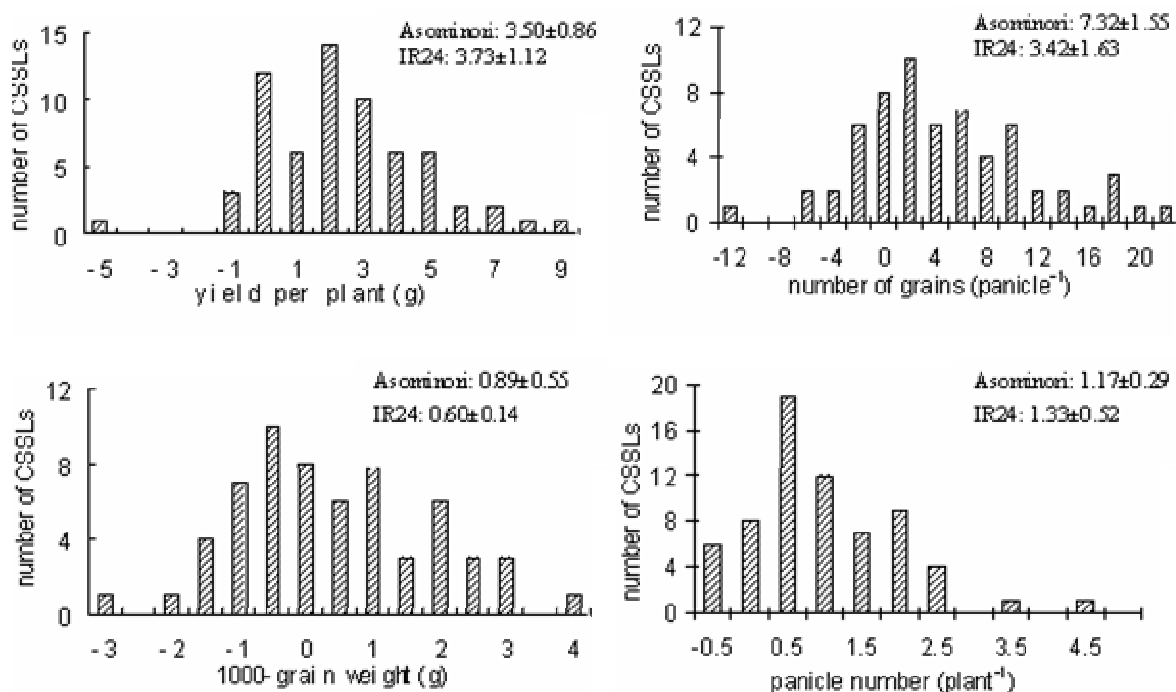 Asominori: 3.50±0.86
IR24: 3.73±1.12
number of CSSLs
15
10
5
0
-5 -3 -1 1 3 5 7 9
yield per plant (g)
Asominori: 7.32±1.55
IR24: 3.42±1.63
number of CSSLs
12
8
4
0
-12 -8 -4 0 4 8 12 16 20
number of grains (panicle⁻¹)
Asominori: 0.89±0.55
IR24: 0.60±0.14
number of CSSLs
12
8
4
0
-3 -2 -1 0 1 2 3 4
1000-grain weight (g)
Asominori: 1.17±0.29
IR24: 1.33±0.52
number of CSSLs
20
16
12
8
4
0
-0.5 0.5 1.5 2.5 3.5 4.5
panicle number (plant⁻¹)